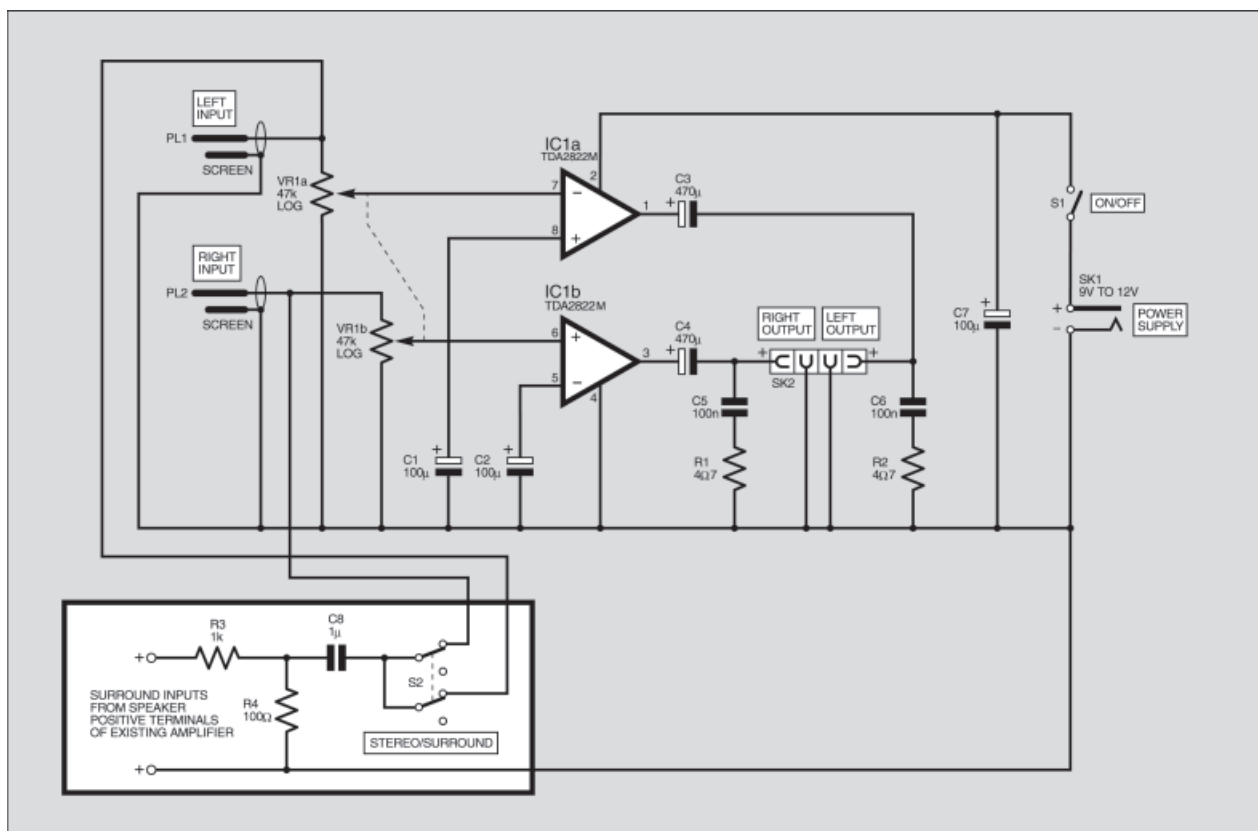 LEFT
INPUT
PL1
SCREEN
VR1a
47k
LOG
RIGHT
INPUT
PL2
SCREEN
VR1b
47k
LOG
IC1a
TDA2822M
2
7
−
8
+
1
C3
470µ
+
IC1b
TDA2822M
6
+
5
−
3
4
C4
470µ
+
RIGHT
OUTPUT
LEFT
OUTPUT
+
+
SK2
C1
100µ
+
C2
100µ
+
C5
100n
R1
4Ω7
C6
100n
R2
4Ω7
C7
100µ
+
S1
ON/OFF
SK1
9V TO 12V
+
−
POWER
SUPPLY
R3
1k
C8
1µ
+
S2
R4
100Ω
SURROUND INPUTS
FROM SPEAKER
POSITIVE TERMINALS
OF EXISTING AMPLIFIER
STEREO/SURROUND
+